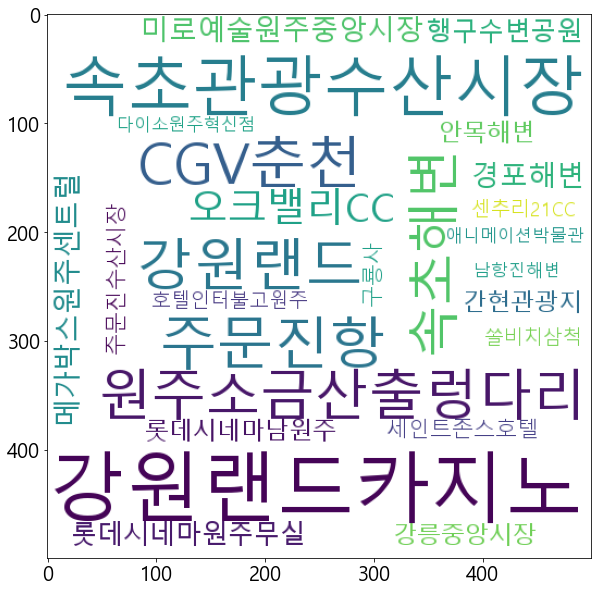 0
미로예술원주중앙시장
행구수변공원
속초관광수산시장
100
다이소원주혁신점
안목해변
CGV춘천
속초해변
경포해변
메가박스원주센트럴
오크밸리CC
센추리21CC
200
주문진수산시장
애니메이션박물관
강원랜드
구룡사
남항진해변
호텔인터불고원주
간현관광지
300
주문진항
쏠비치삼척
원주소금산출렁다리
롯데시네마남원주
세인트존스호텔
400
강원랜드카지노
롯데시네마원주무실
강릉중앙시장
0 100 200 300 400